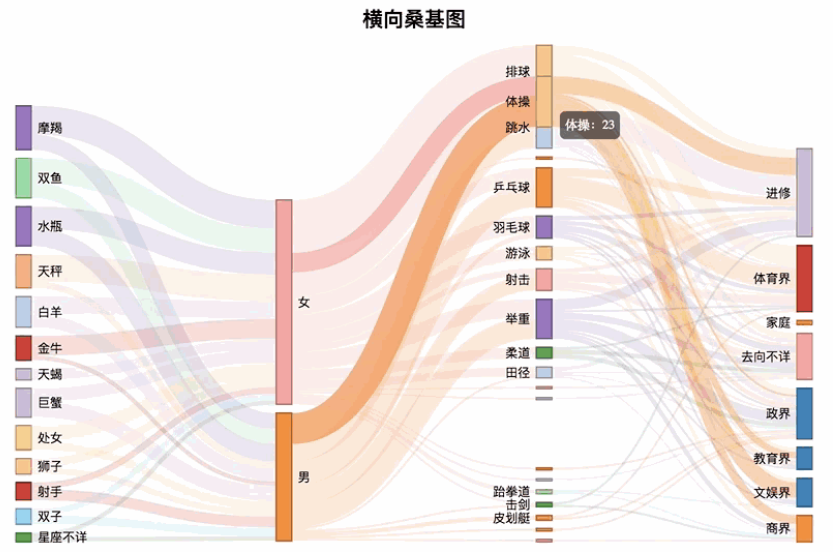 横向桑基图
摩羯
双鱼
水瓶
天秤
白羊
金牛
天蝎
巨蟹
处女
狮子
射手
双子
星座不详
女
男
排球
体操
跳水
体操：23
乒乓球
羽毛球
游泳
射击
举重
柔道
田径
跆拳道
击剑
皮划艇
进修
体育界
家庭
去向不详
政界
教育界
文娱界
商界